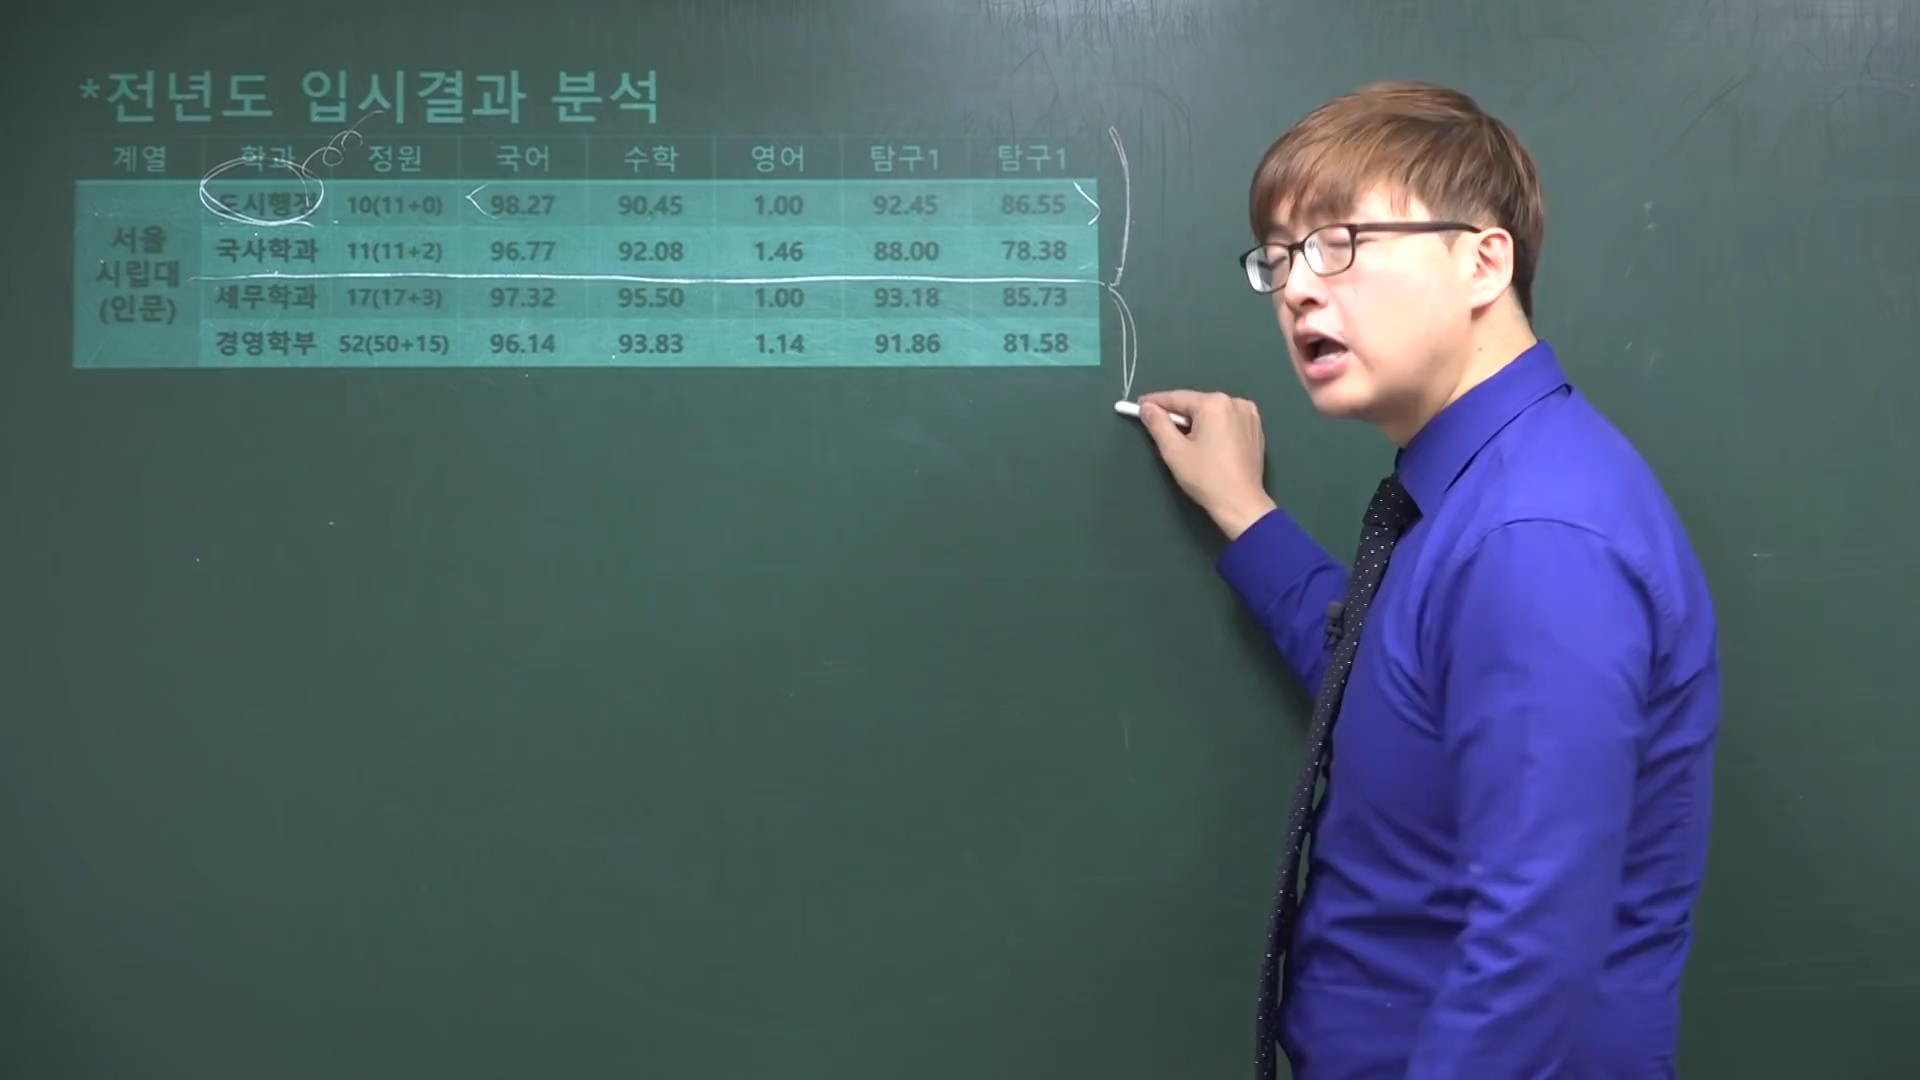 *전년도 입시결과 분석
계열 학과 정원 국어 수학 영어 탐구1 탐구1
서울 시립대 (인문)
도시행정 10(11+0) 98.27 90.45 1.00 92.45 86.55
국사학과 11(11+2) 96.77 92.08 1.46 88.00 78.38
세무학과 17(17+3) 97.32 95.50 1.00 93.18 85.73
경영학부 52(50+15) 96.14 93.83 1.14 91.86 81.58